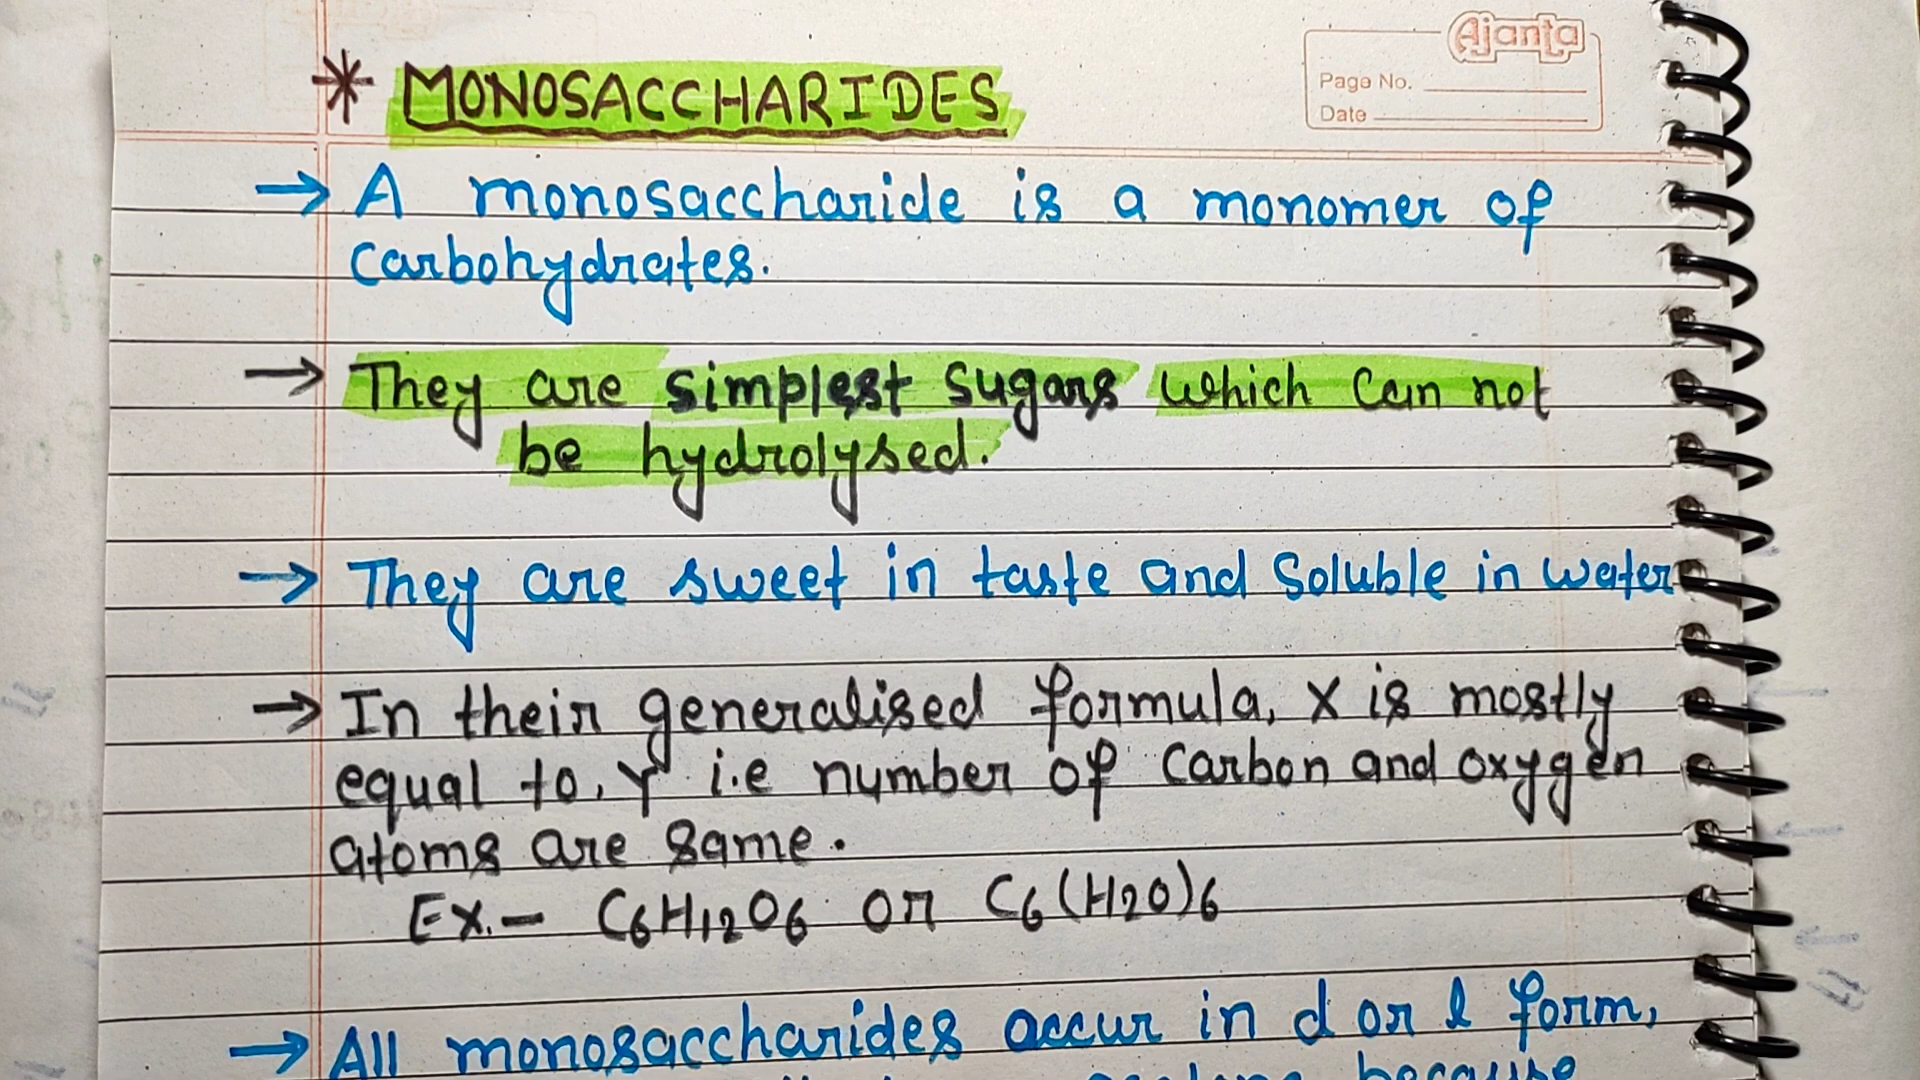 Ajanta
Page No.
Date
* MONOSACCHARIDES
→ A monosaccharide is a monomer of
carbohydrates.
→ They are simplest sugars which can not
be hydrolysed.
→ They are sweet in taste and soluble in water
→ In their generalised formula, X is mostly
equal to, Y i.e number of carbon and oxygen
atoms are same.
Ex.- C6H12O6 or C6(H2O)6
→ All monosaccharides occur in d or l form,
because